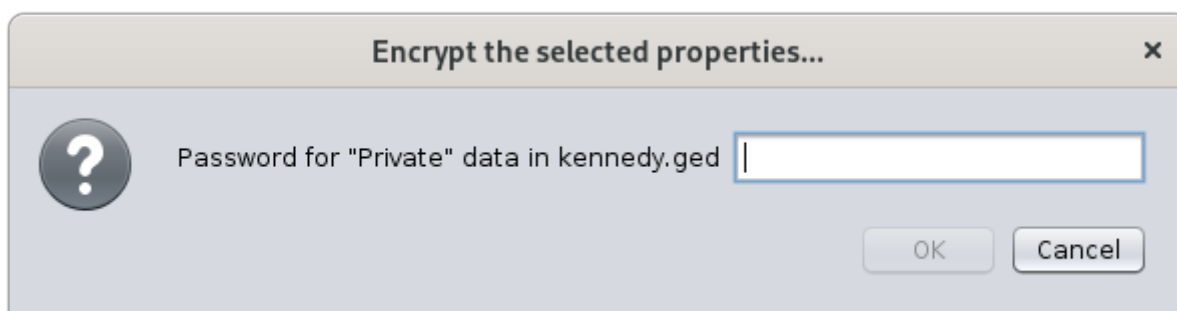 Encrypt the selected properties...
Password for "Private" data in kennedy.ged
OK
Cancel